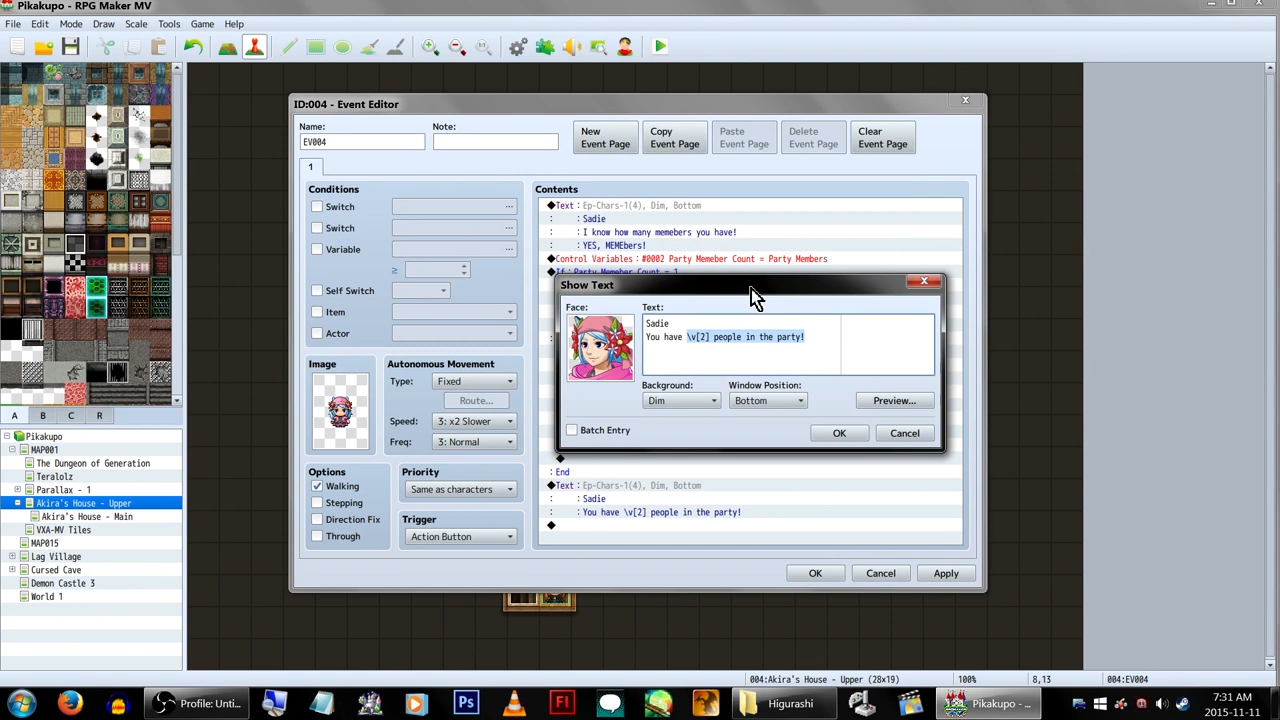 Pikakupo - RPG Maker MV
File Edit Mode Draw Scale Tools Game Help
ID:004 - Event Editor
Name: Note:
EV004
New Event Page
Copy Event Page
Paste Event Page
Delete Event Page
Clear Event Page
1
Conditions
Switch ...
Switch ...
Variable ...
≥
Self Switch
Item
Actor
Image
Autonomous Movement
Type: Fixed
Route...
Speed: 3: x2 Slower
Freq: 3: Normal
Options
Walking
Stepping
Direction Fix
Through
Priority
Same as characters
Trigger
Action Button
Contents
◆Text : Ep-Chars-1(4), Dim, Bottom
: : Sadie
: : I know how many memebers you have!
: : YES, MEMEbers!
◆Control Variables : #0002 Party Memeber Count = Party Members
◆If : Party Memeber Count = 1
Show Text
Face: Text:
Sadie
You have \v[2] people in the party!
Background: Window Position:
Dim Bottom Preview...
Batch Entry OK Cancel
◆
: End
◆Text : Ep-Chars-1(4), Dim, Bottom
: : Sadie
: : You have \v[2] people in the party!
◆
OK Cancel Apply
A B C R
Pikakupo
MAP001
The Dungeon of Generation
Teralolz
Parallax - 1
Akira's House - Upper
Akira's House - Main
VXA-MV Tiles
MAP015
Lag Village
Cursed Cave
Demon Castle 3
World 1
004:Akira's House - Upper (28x19) 100% 8,13 004:EV004
Profile: Unti...
Ps
Fl
Higurashi
Pikakupo - ...
7:31 AM
2015-11-11